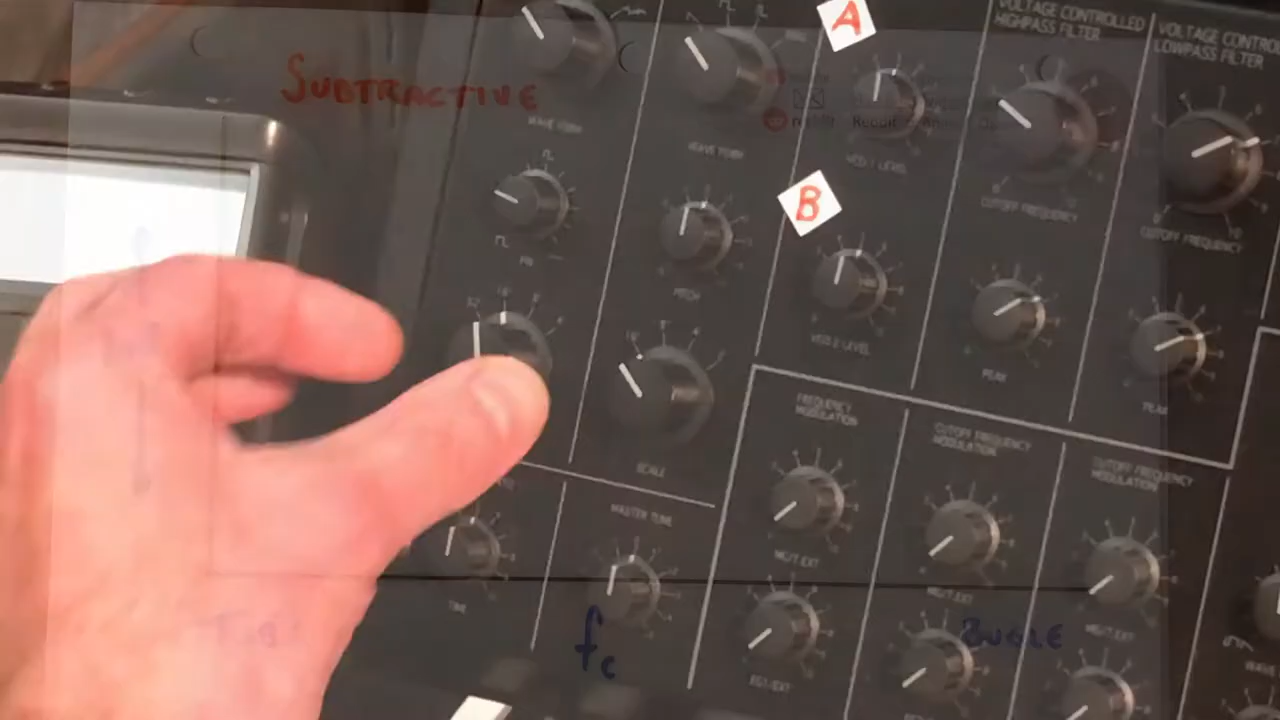 VOLTAGE CONTROLLED
HIGHPASS FILTER
VOLTAGE CONTRO
LOWPASS FILTER
A
SUBTRACTIVE
WAVE FORM
WAVE FORM
VCO 1 LEVEL
CUTOFF FREQUENCY
CUTOFF FREQUENCY
B
PW
PITCH
VCO 2 LEVEL
PEAK
PEAK
SCALE
FREQUENCY
MODULATION
CUTOFF FREQUENCY
MODULATION
CUTOFF FREQUENCY
MODULATION
MASTER TUNE
MG/T.EXT
MG/T.EXT
MG/T.EXT
TIME
fc
BUGLE
EG1/EXT
WAVE